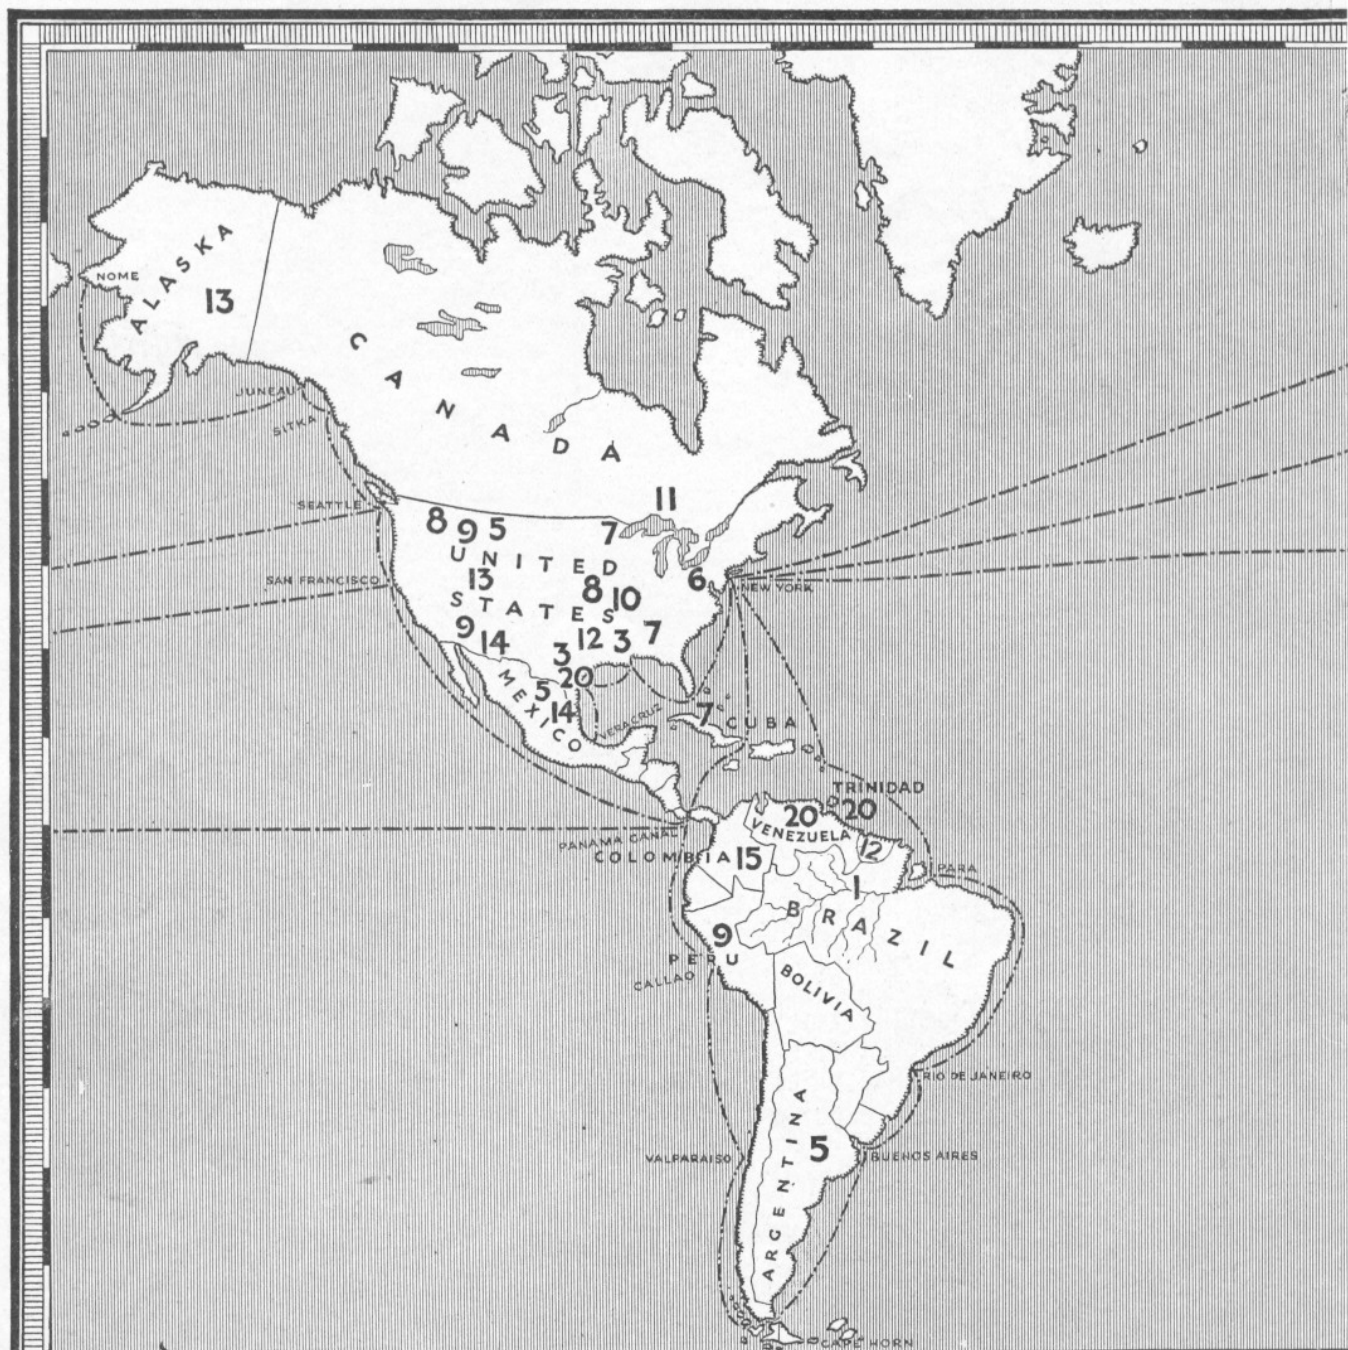 NOME
ALASKA
13
CANADA
JUNEAU
SITKA
11
SEATTLE
8
9
5
7
UNITED
SAN FRANCISCO
13
8
10
6
NEW YORK
STATES
9
14
12
3
7
3
20
MEXICO
5
14
VERACRUZ
7
CUBA
TRINIDAD
20
20
VENEZUELA
PANAMA CANAL
12
COLOMBIA
15
PARA
1
BRAZIL
9
PERU
CALLAO
BOLIVIA
RIO DE JANEIRO
ARGENTINA
5
VALPARAISO
BUENOS AIRES
CAPE HORN